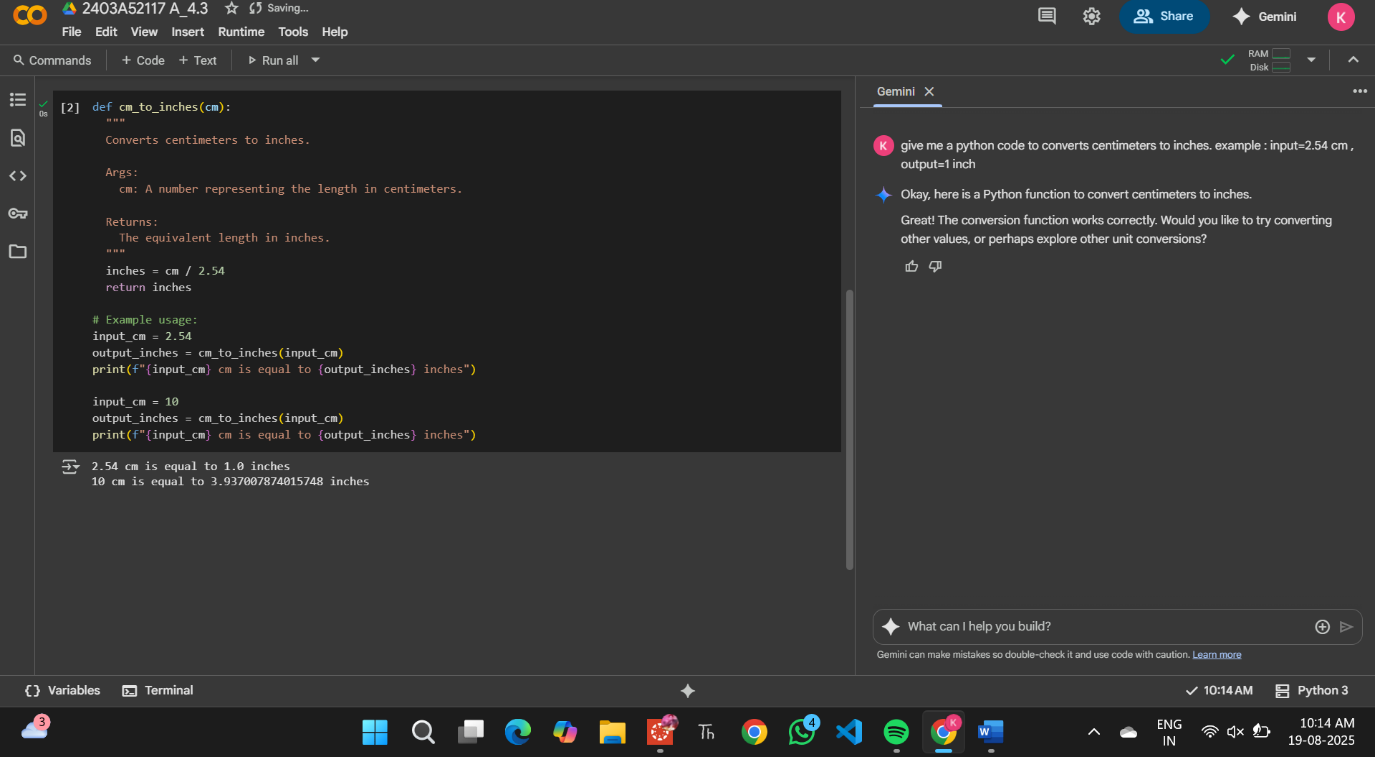 2403A52117 A_4.3 Saving...
File Edit View Insert Runtime Tools Help
Share
Gemini
K
Commands + Code + Text Run all
RAM
Disk
0s
[2] def cm_to_inches(cm):
"""
Converts centimeters to inches.
Args:
cm: A number representing the length in centimeters.
Returns:
The equivalent length in inches.
"""
inches = cm / 2.54
return inches
# Example usage:
input_cm = 2.54
output_inches = cm_to_inches(input_cm)
print(f"{input_cm} cm is equal to {output_inches} inches")
input_cm = 10
output_inches = cm_to_inches(input_cm)
print(f"{input_cm} cm is equal to {output_inches} inches")
2.54 cm is equal to 1.0 inches
10 cm is equal to 3.937007874015748 inches
Gemini
K
give me a python code to converts centimeters to inches. example : input=2.54 cm ,
output=1 inch
Okay, here is a Python function to convert centimeters to inches.
Great! The conversion function works correctly. Would you like to try converting
other values, or perhaps explore other unit conversions?
What can I help you build?
Gemini can make mistakes so double-check it and use code with caution. Learn more
{} Variables Terminal
10:14 AM Python 3
3
Th
4
K
W
ENG
IN
10:14 AM
19-08-2025